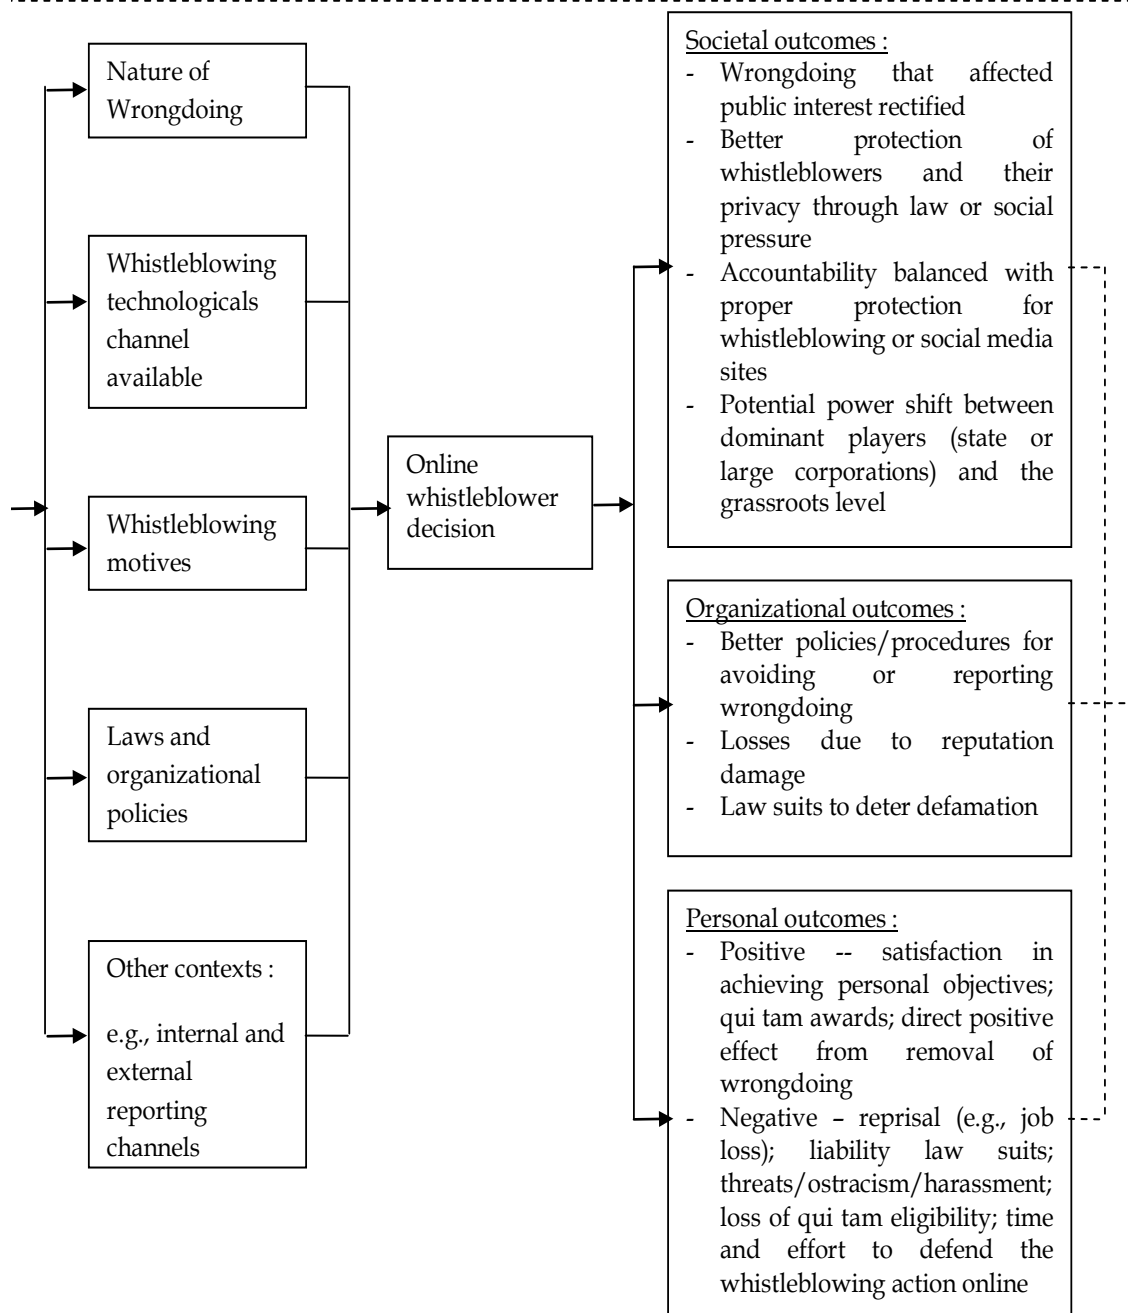 Nature of
Wrongdoing
Whistleblowing
technologicals
channel
available
Whistleblowing
motives
Laws and
organizational
policies
Other contexts :
e.g., internal and
external
reporting
channels
Online
whistleblower
decision
Societal outcomes :
- Wrongdoing that affected
public interest rectified
- Better protection of
whistleblowers and their
privacy through law or social
pressure
- Accountability balanced with
proper protection for
whistleblowing or social media
sites
- Potential power shift between
dominant players (state or
large corporations) and the
grassroots level
Organizational outcomes :
- Better policies/procedures for
avoiding or reporting
wrongdoing
- Losses due to reputation
damage
- Law suits to deter defamation
Personal outcomes :
- Positive -- satisfaction in
achieving personal objectives;
qui tam awards; direct positive
effect from removal of
wrongdoing
- Negative – reprisal (e.g., job
loss); liability law suits;
threats/ostracism/harassment;
loss of qui tam eligibility; time
and effort to defend the
whistleblowing action online